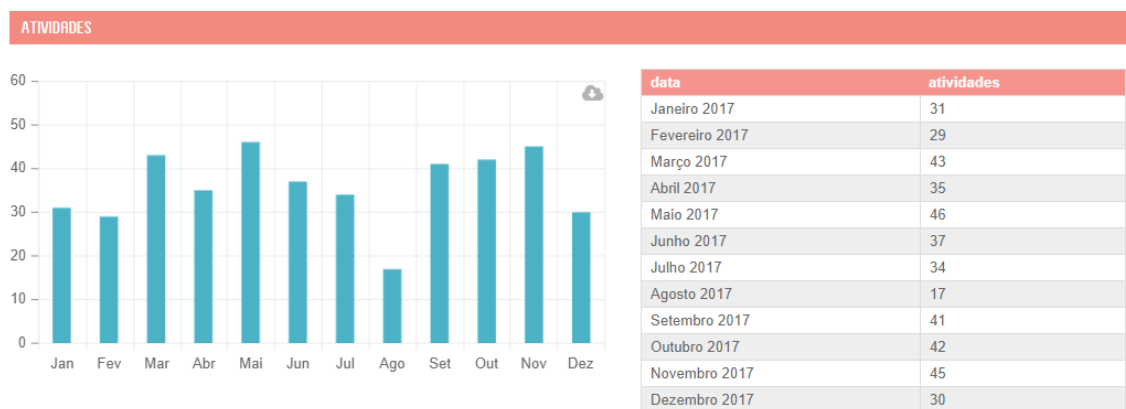 ATIVIDADES
60
50
40
30
20
10
0
Jan Fev Mar Abr Mai Jun Jul Ago Set Out Nov Dez
data atividades
Janeiro 2017 31
Fevereiro 2017 29
Março 2017 43
Abril 2017 35
Maio 2017 46
Junho 2017 37
Julho 2017 34
Agosto 2017 17
Setembro 2017 41
Outubro 2017 42
Novembro 2017 45
Dezembro 2017 30